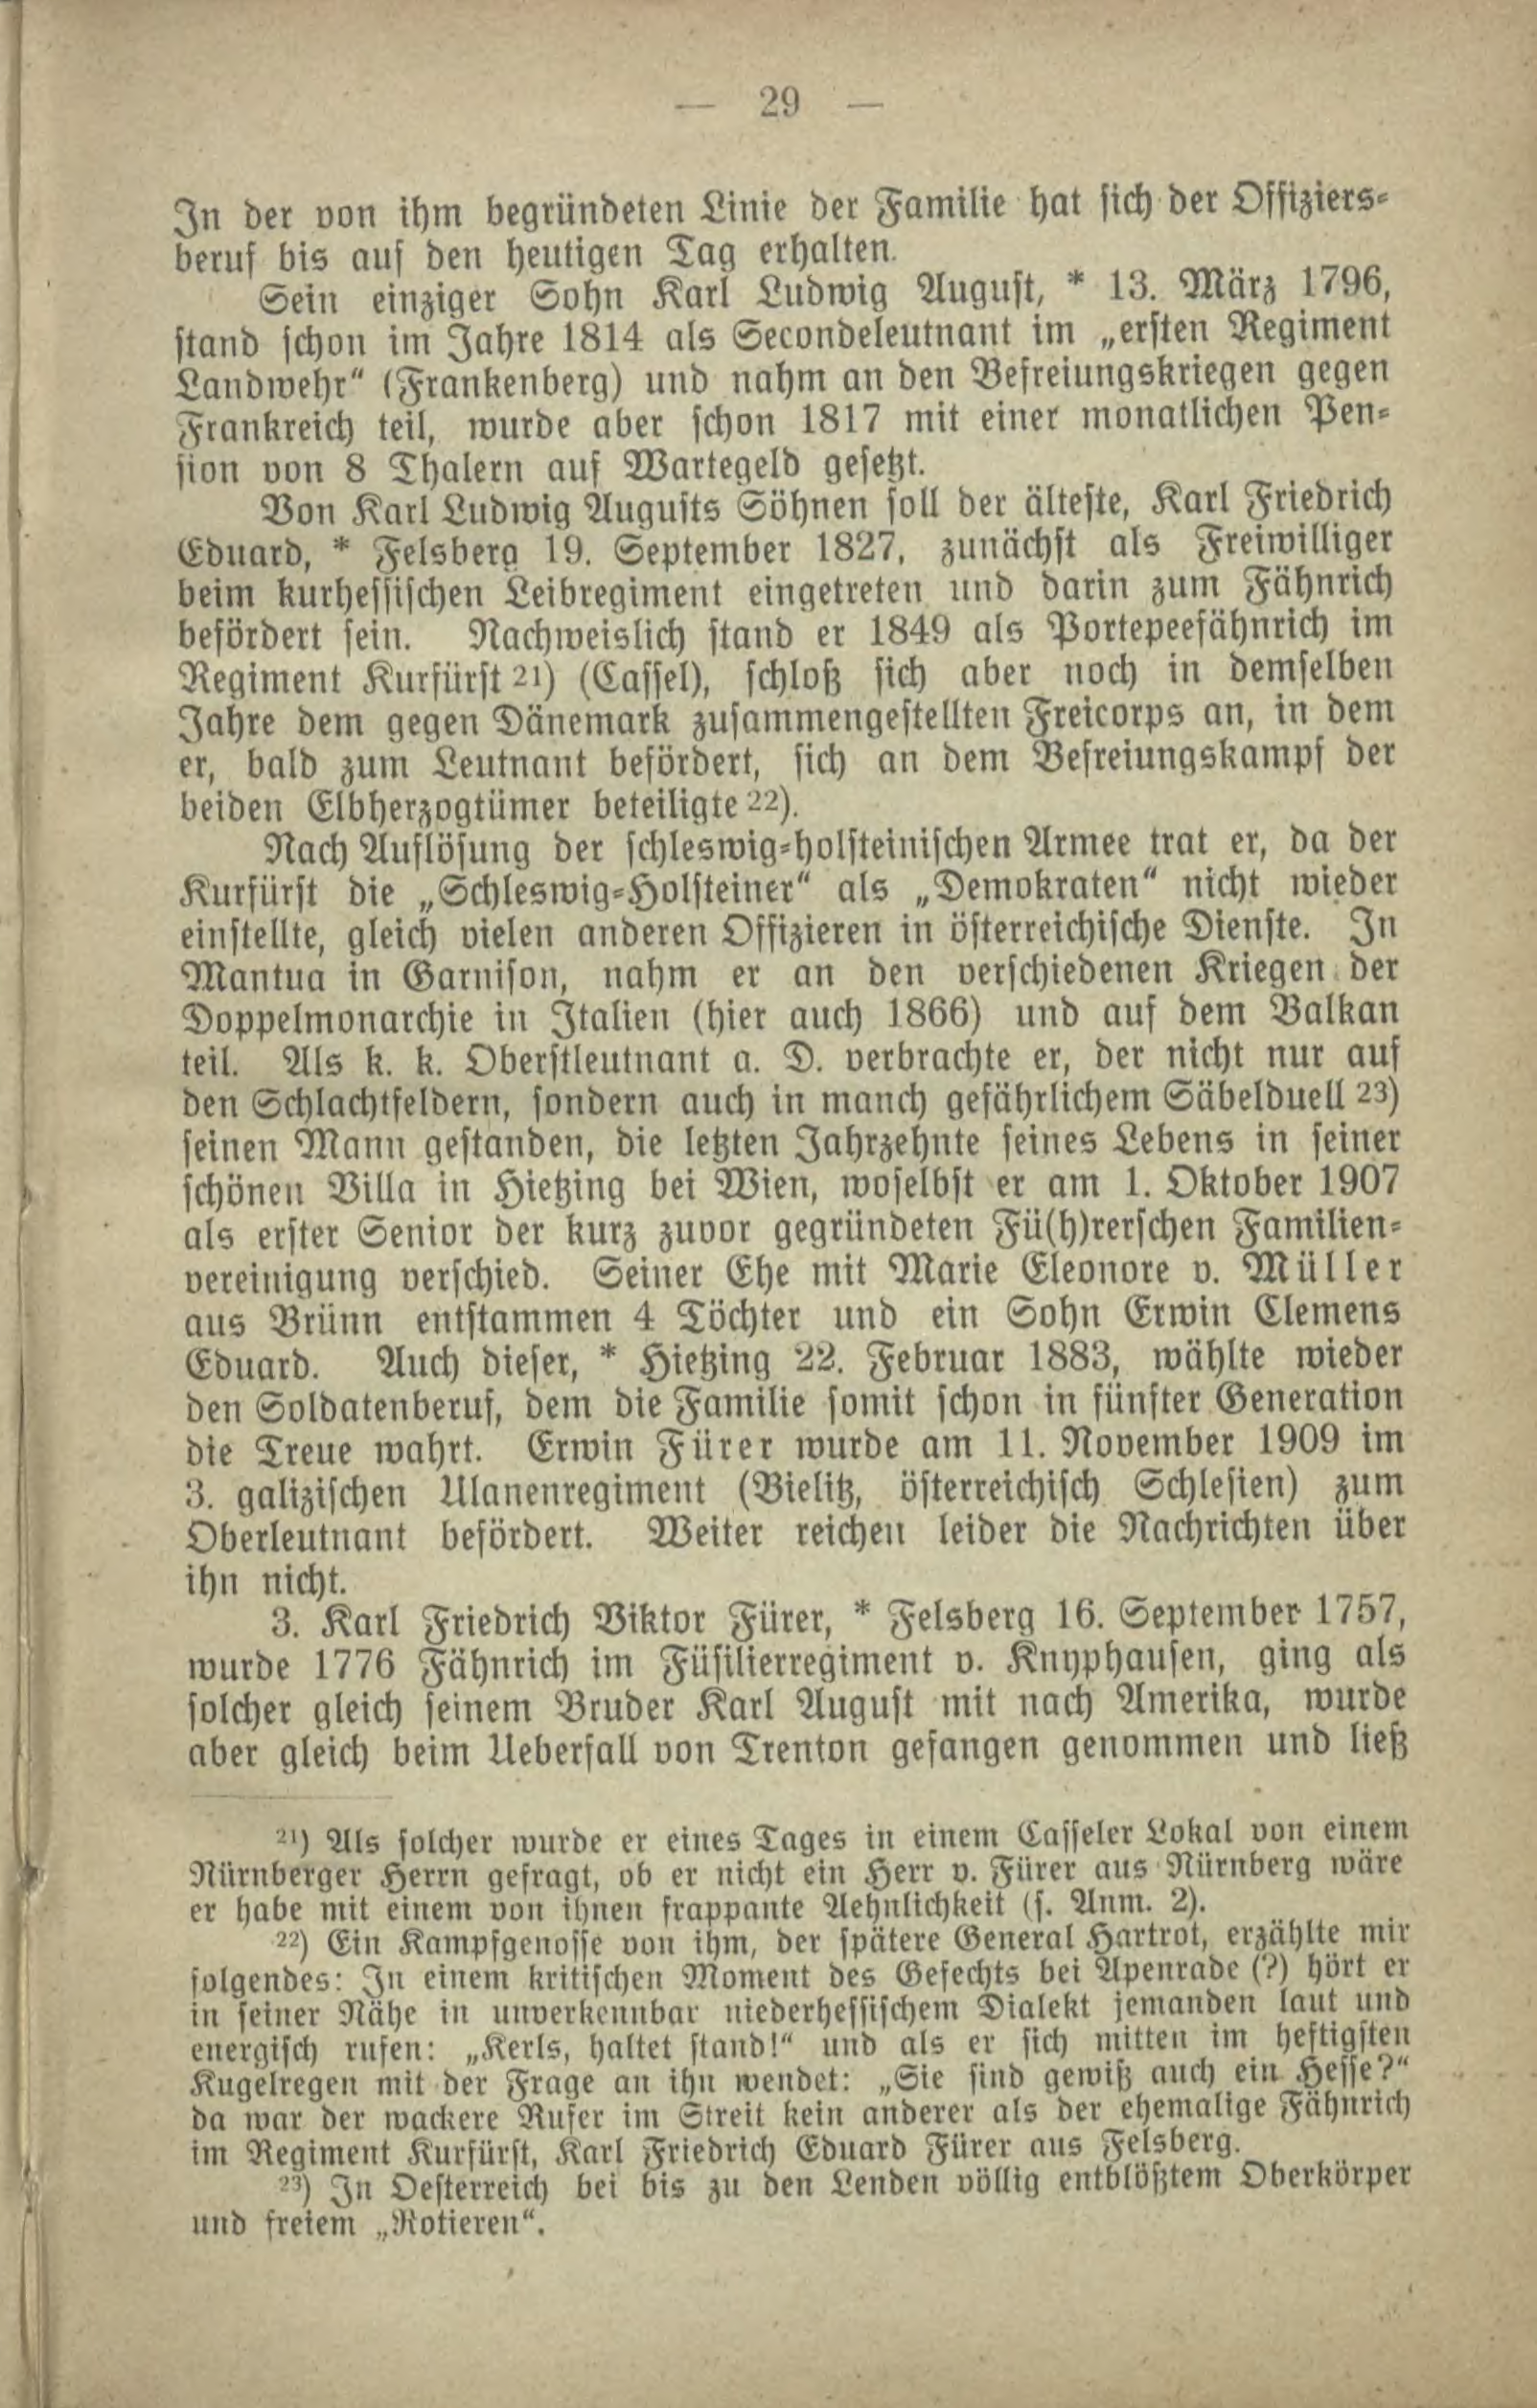 — 29 —
In der von ihm begründeten Linie der Familie hat sich der Offiziers-
beruf bis auf den heutigen Tag erhalten.
Sein einziger Sohn Karl Ludwig August, * 13. März 1796,
stand schon im Jahre 1814 als Secondeleutnant im „ersten Regiment
Landwehr“ (Frankenberg) und nahm an den Befreiungskriegen gegen
Frankreich teil, wurde aber schon 1817 mit einer monatlichen Pen-
sion von 8 Thalern auf Wartegeld gesetzt.
Von Karl Ludwig Augusts Söhnen soll der älteste, Karl Friedrich
Eduard, * Felsberg 19. September 1827, zunächst als Freiwilliger
beim kurhessischen Leibregiment eingetreten und darin zum Fähnrich
befördert sein. Nachweislich stand er 1849 als Portepeefähnrich im
Regiment Kurfürst 21) (Cassel), schloß sich aber noch in demselben
Jahre dem gegen Dänemark zusammengestellten Freicorps an, in dem
er, bald zum Leutnant befördert, sich an dem Befreiungskampf der
beiden Elbherzogtümer beteiligte 22).
Nach Auflösung der schleswig-holsteinischen Armee trat er, da der
Kurfürst die „Schleswig-Holsteiner“ als „Demokraten“ nicht wieder
einstellte, gleich vielen anderen Offizieren in österreichische Dienste. In
Mantua in Garnison, nahm er an den verschiedenen Kriegen der
Doppelmonarchie in Italien (hier auch 1866) und auf dem Balkan
teil. Als k. k. Oberstleutnant a. D. verbrachte er, der nicht nur auf
den Schlachtfeldern, sondern auch in manch gefährlichem Säbelduell 23)
seinen Mann gestanden, die letzten Jahrzehnte seines Lebens in seiner
schönen Villa in Hietzing bei Wien, woselbst er am 1. Oktober 1907
als erster Senior der kurz zuvor gegründeten Fü(h)rerschen Familien-
vereinigung verschied. Seiner Ehe mit Marie Eleonore v. Müller
aus Brünn entstammen 4 Töchter und ein Sohn Erwin Clemens
Eduard. Auch dieser, * Hietzing 22. Februar 1883, wählte wieder
den Soldatenberuf, dem die Familie somit schon in fünfter Generation
die Treue wahrt. Erwin Fürer wurde am 11. November 1909 im
3. galizischen Ulanenregiment (Bielitz, österreichisch Schlesien) zum
Oberleutnant befördert. Weiter reichen leider die Nachrichten über
ihn nicht.
3. Karl Friedrich Viktor Fürer, * Felsberg 16. September 1757,
wurde 1776 Fähnrich im Füsilierregiment v. Knyphausen, ging als
solcher gleich seinem Bruder Karl August mit nach Amerika, wurde
aber gleich beim Ueberfall von Trenton gefangen genommen und ließ
21) Als solcher wurde er eines Tages in einem Casseler Lokal von einem
Nürnberger Herrn gefragt, ob er nicht ein Herr v. Fürer aus Nürnberg wäre
er habe mit einem von ihnen frappante Aehnlichkeit (s. Anm. 2).
22) Ein Kampfgenosse von ihm, der spätere General Hartrot, erzählte mir
folgendes: In einem kritischen Moment des Gefechts bei Apenrade (?) hört er
in seiner Nähe in unverkennbar niederhessischem Dialekt jemanden laut und
energisch rufen: „Kerls, haltet stand!“ und als er sich mitten im heftigsten
Kugelregen mit der Frage an ihn wendet: „Sie sind gewiß auch ein Hesse?“
da war der wackere Rufer im Streit kein anderer als der ehemalige Fähnrich
im Regiment Kurfürst, Karl Friedrich Eduard Fürer aus Felsberg.
23) In Oesterreich bei bis zu den Lenden völlig entblößtem Oberkörper
und freiem „Rotieren“.